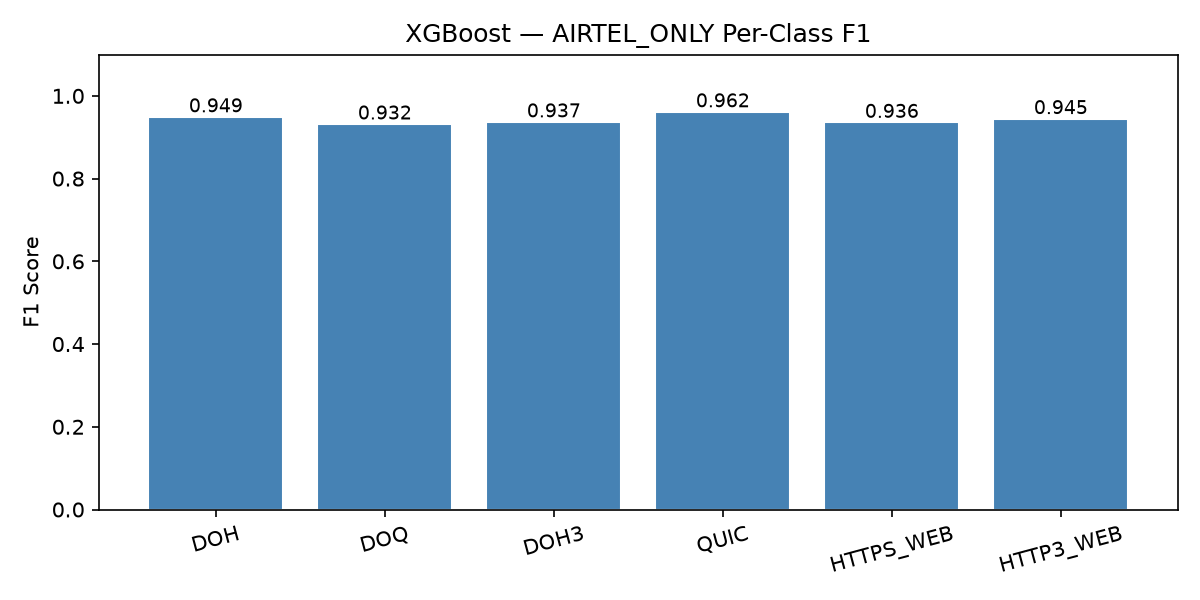 XGBoost — AIRTEL_ONLY Per-Class F1
F1 Score
1.0
0.8
0.6
0.4
0.2
0.0
0.949
0.932
0.937
0.962
0.936
0.945
DOH
DOQ
DOH3
QUIC
HTTPS_WEB
HTTP3_WEB